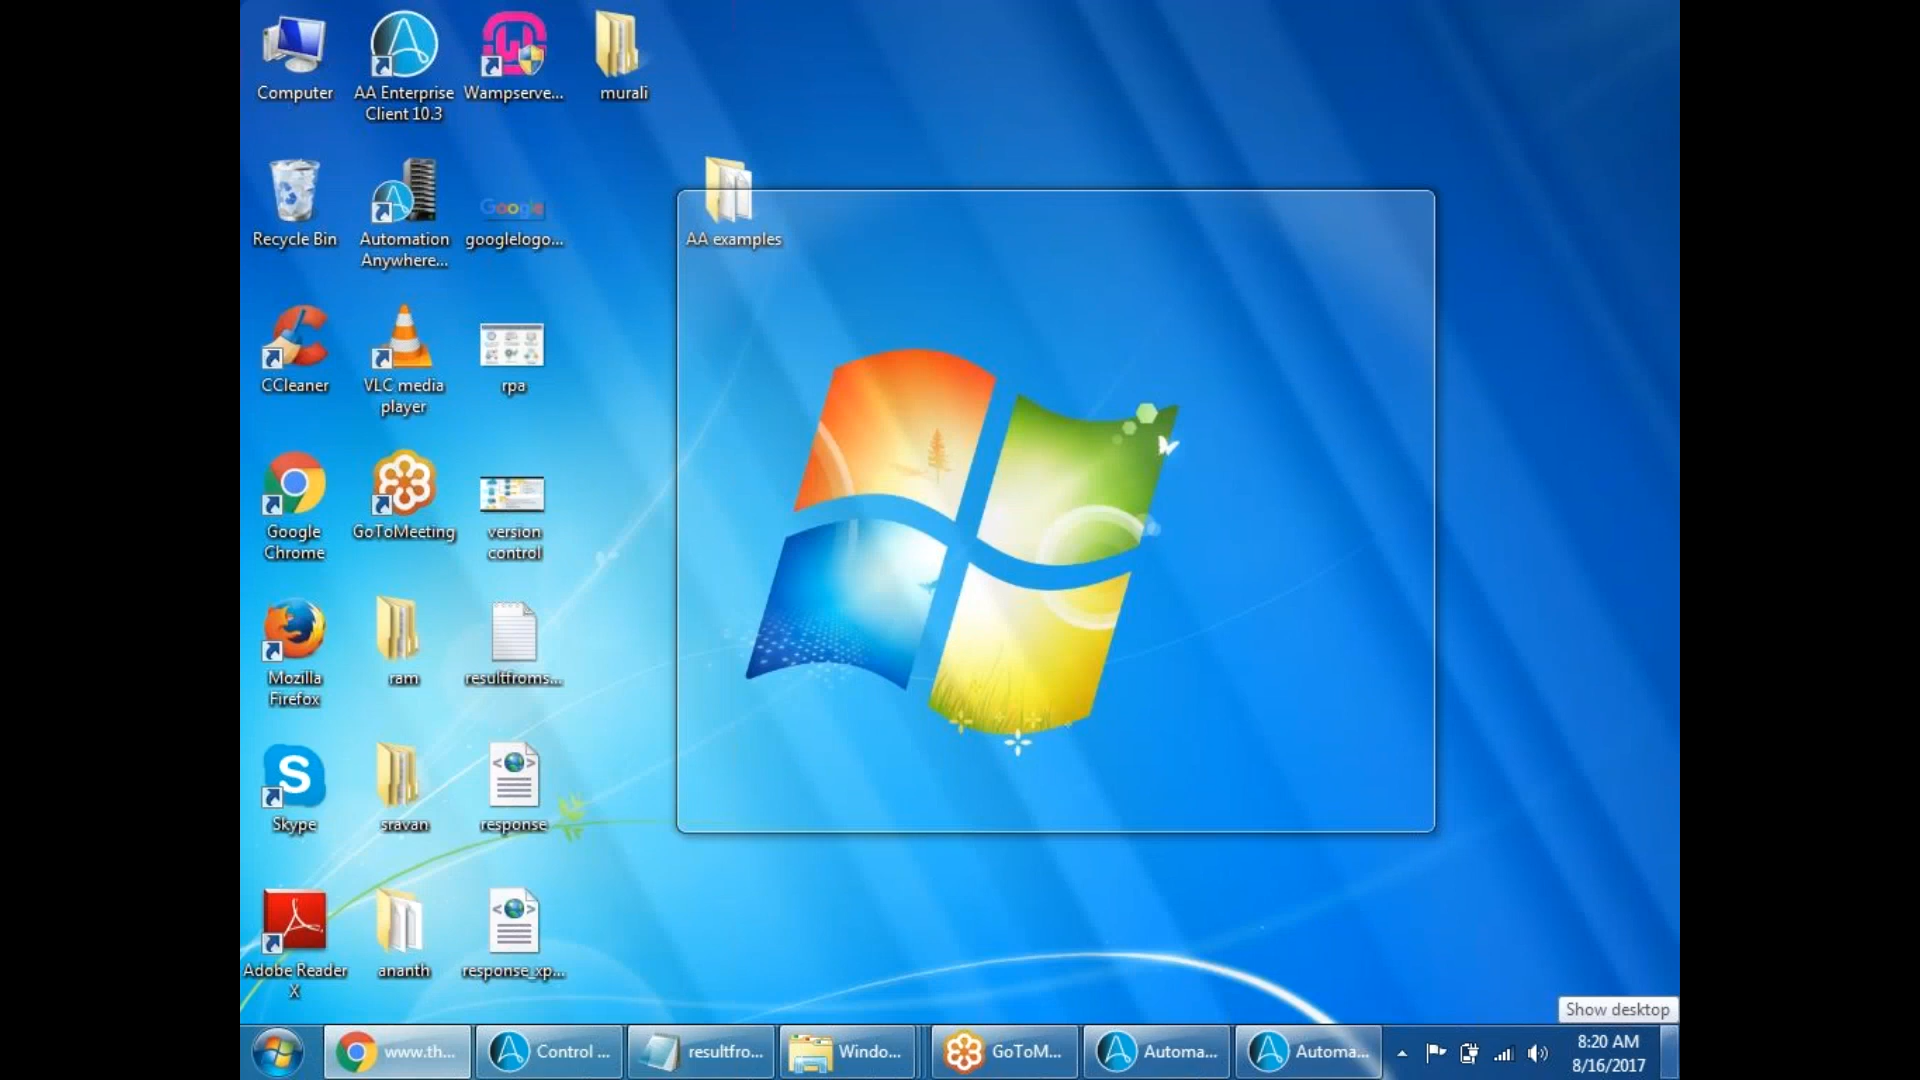 Computer
AA Enterprise
Client 10.3
Wampserve...
murali
Recycle Bin
Automation
Anywhere...
Google
googlelogo...
AA examples
CCleaner
VLC media
player
rpa
Google
Chrome
GoToMeeting
version
control
Mozilla
Firefox
ram
resultfroms...
Skype
sravan
response
Adobe Reader
X
ananth
response_xp...
Show desktop
www.th...
Control ...
resultfro...
Windo...
GoToM...
Automa...
Automa...
8:20 AM
8/16/2017